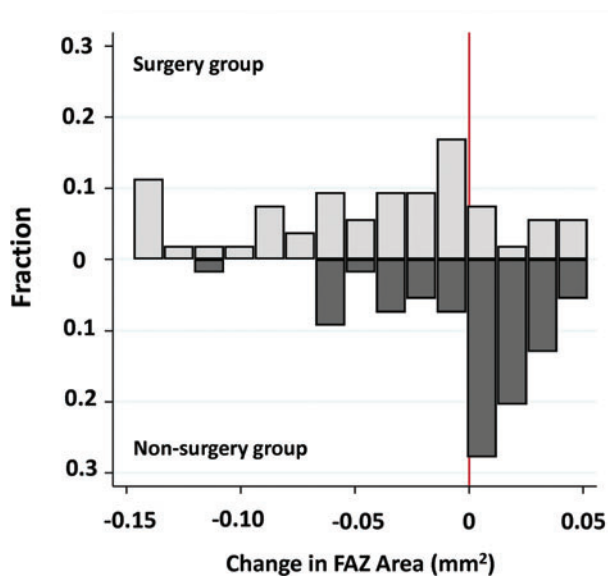 0.3
Surgery group
0.2
0.1
0
Fraction
0.1
0.2
Non-surgery group
0.3
-0.15 -0.10 -0.05 0 0.05
Change in FAZ Area (mm²)